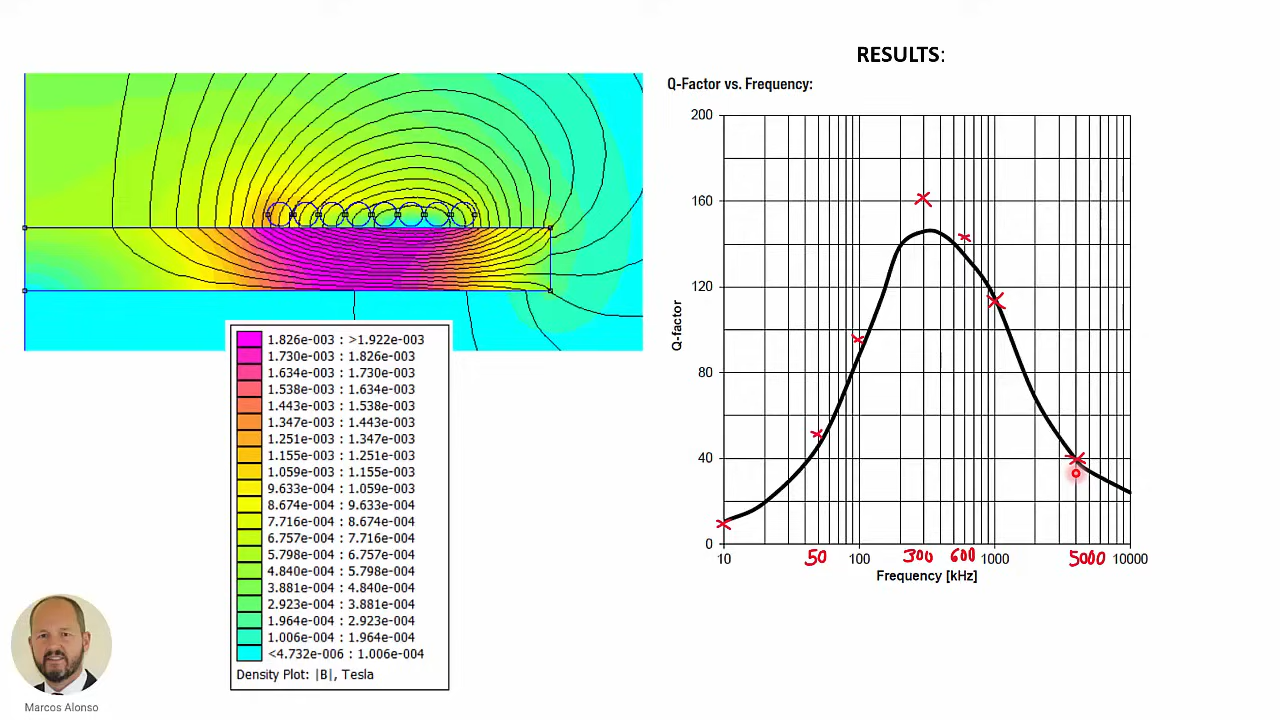 RESULTS:
Q-Factor vs. Frequency:
200
160
120
80
40
0
Q-factor
10
50
100
300
600
1000
5000
10000
Frequency [kHz]
1.826e-003 : >1.922e-003
1.730e-003 : 1.826e-003
1.634e-003 : 1.730e-003
1.538e-003 : 1.634e-003
1.443e-003 : 1.538e-003
1.347e-003 : 1.443e-003
1.251e-003 : 1.347e-003
1.155e-003 : 1.251e-003
1.059e-003 : 1.155e-003
9.633e-004 : 1.059e-003
8.674e-004 : 9.633e-004
7.716e-004 : 8.674e-004
6.757e-004 : 7.716e-004
5.798e-004 : 6.757e-004
4.840e-004 : 5.798e-004
3.881e-004 : 4.840e-004
2.923e-004 : 3.881e-004
1.964e-004 : 2.923e-004
1.006e-004 : 1.964e-004
<4.732e-006 : 1.006e-004
Density Plot: |B|, Tesla
Marcos Alonso